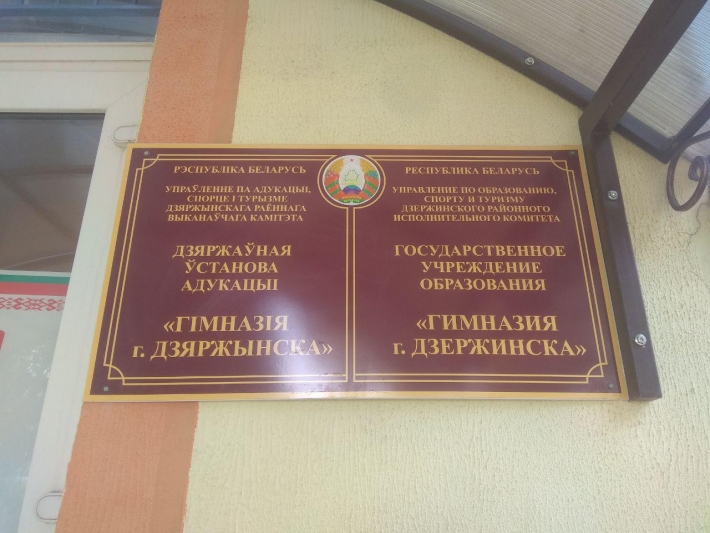 РЭСПУБЛІКА БЕЛАРУСЬ
УПРАЎЛЕННЕ ПА АДУКАЦЫІ,
СПОРЦЕ І ТУРЫЗМЕ
ДЗЯРЖЫНСКАГА РАЁННАГА
ВЫКАНАЎЧАГА КАМІТЭТА
ДЗЯРЖАЎНАЯ
ЎСТАНОВА
АДУКАЦЫІ
«ГІМНАЗІЯ
г. ДЗЯРЖЫНСКА»
РЕСПУБЛИКА БЕЛАРУСЬ
УПРАВЛЕНИЕ ПО ОБРАЗОВАНИЮ,
СПОРТУ И ТУРИЗМУ
ДЗЕРЖИНСКОГО РАЙОННОГО
ИСПОЛНИТЕЛЬНОГО КОМИТЕТА
ГОСУДАРСТВЕННОЕ
УЧРЕЖДЕНИЕ
ОБРАЗОВАНИЯ
«ГИМНАЗИЯ
г. ДЗЕРЖИНСКА»